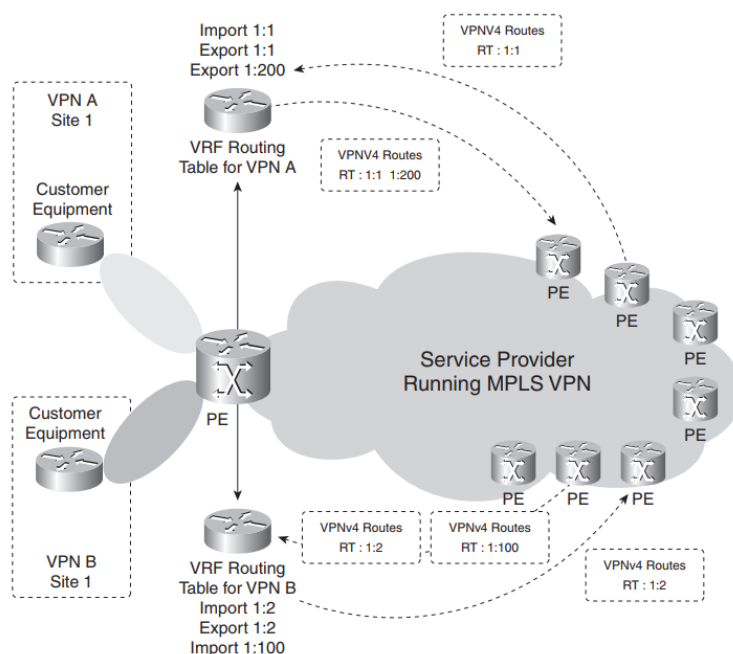 Import 1:1
Export 1:1
Export 1:200
VPNV4 Routes
RT : 1:1
VPN A
Site 1
Customer
Equipment
VRF Routing
Table for VPN A
VPNV4 Routes
RT : 1:1 1:200
PE
PE
PE
Service Provider
Running MPLS VPN
PE
PE
Customer
Equipment
VPN B
Site 1
PE
PE
PE
VPNv4 Routes
RT : 1:2
VPNv4 Routes
RT : 1:100
VPNv4 Routes
RT : 1:2
VRF Routing
Table for VPN B
Import 1:2
Export 1:2
Import 1:100